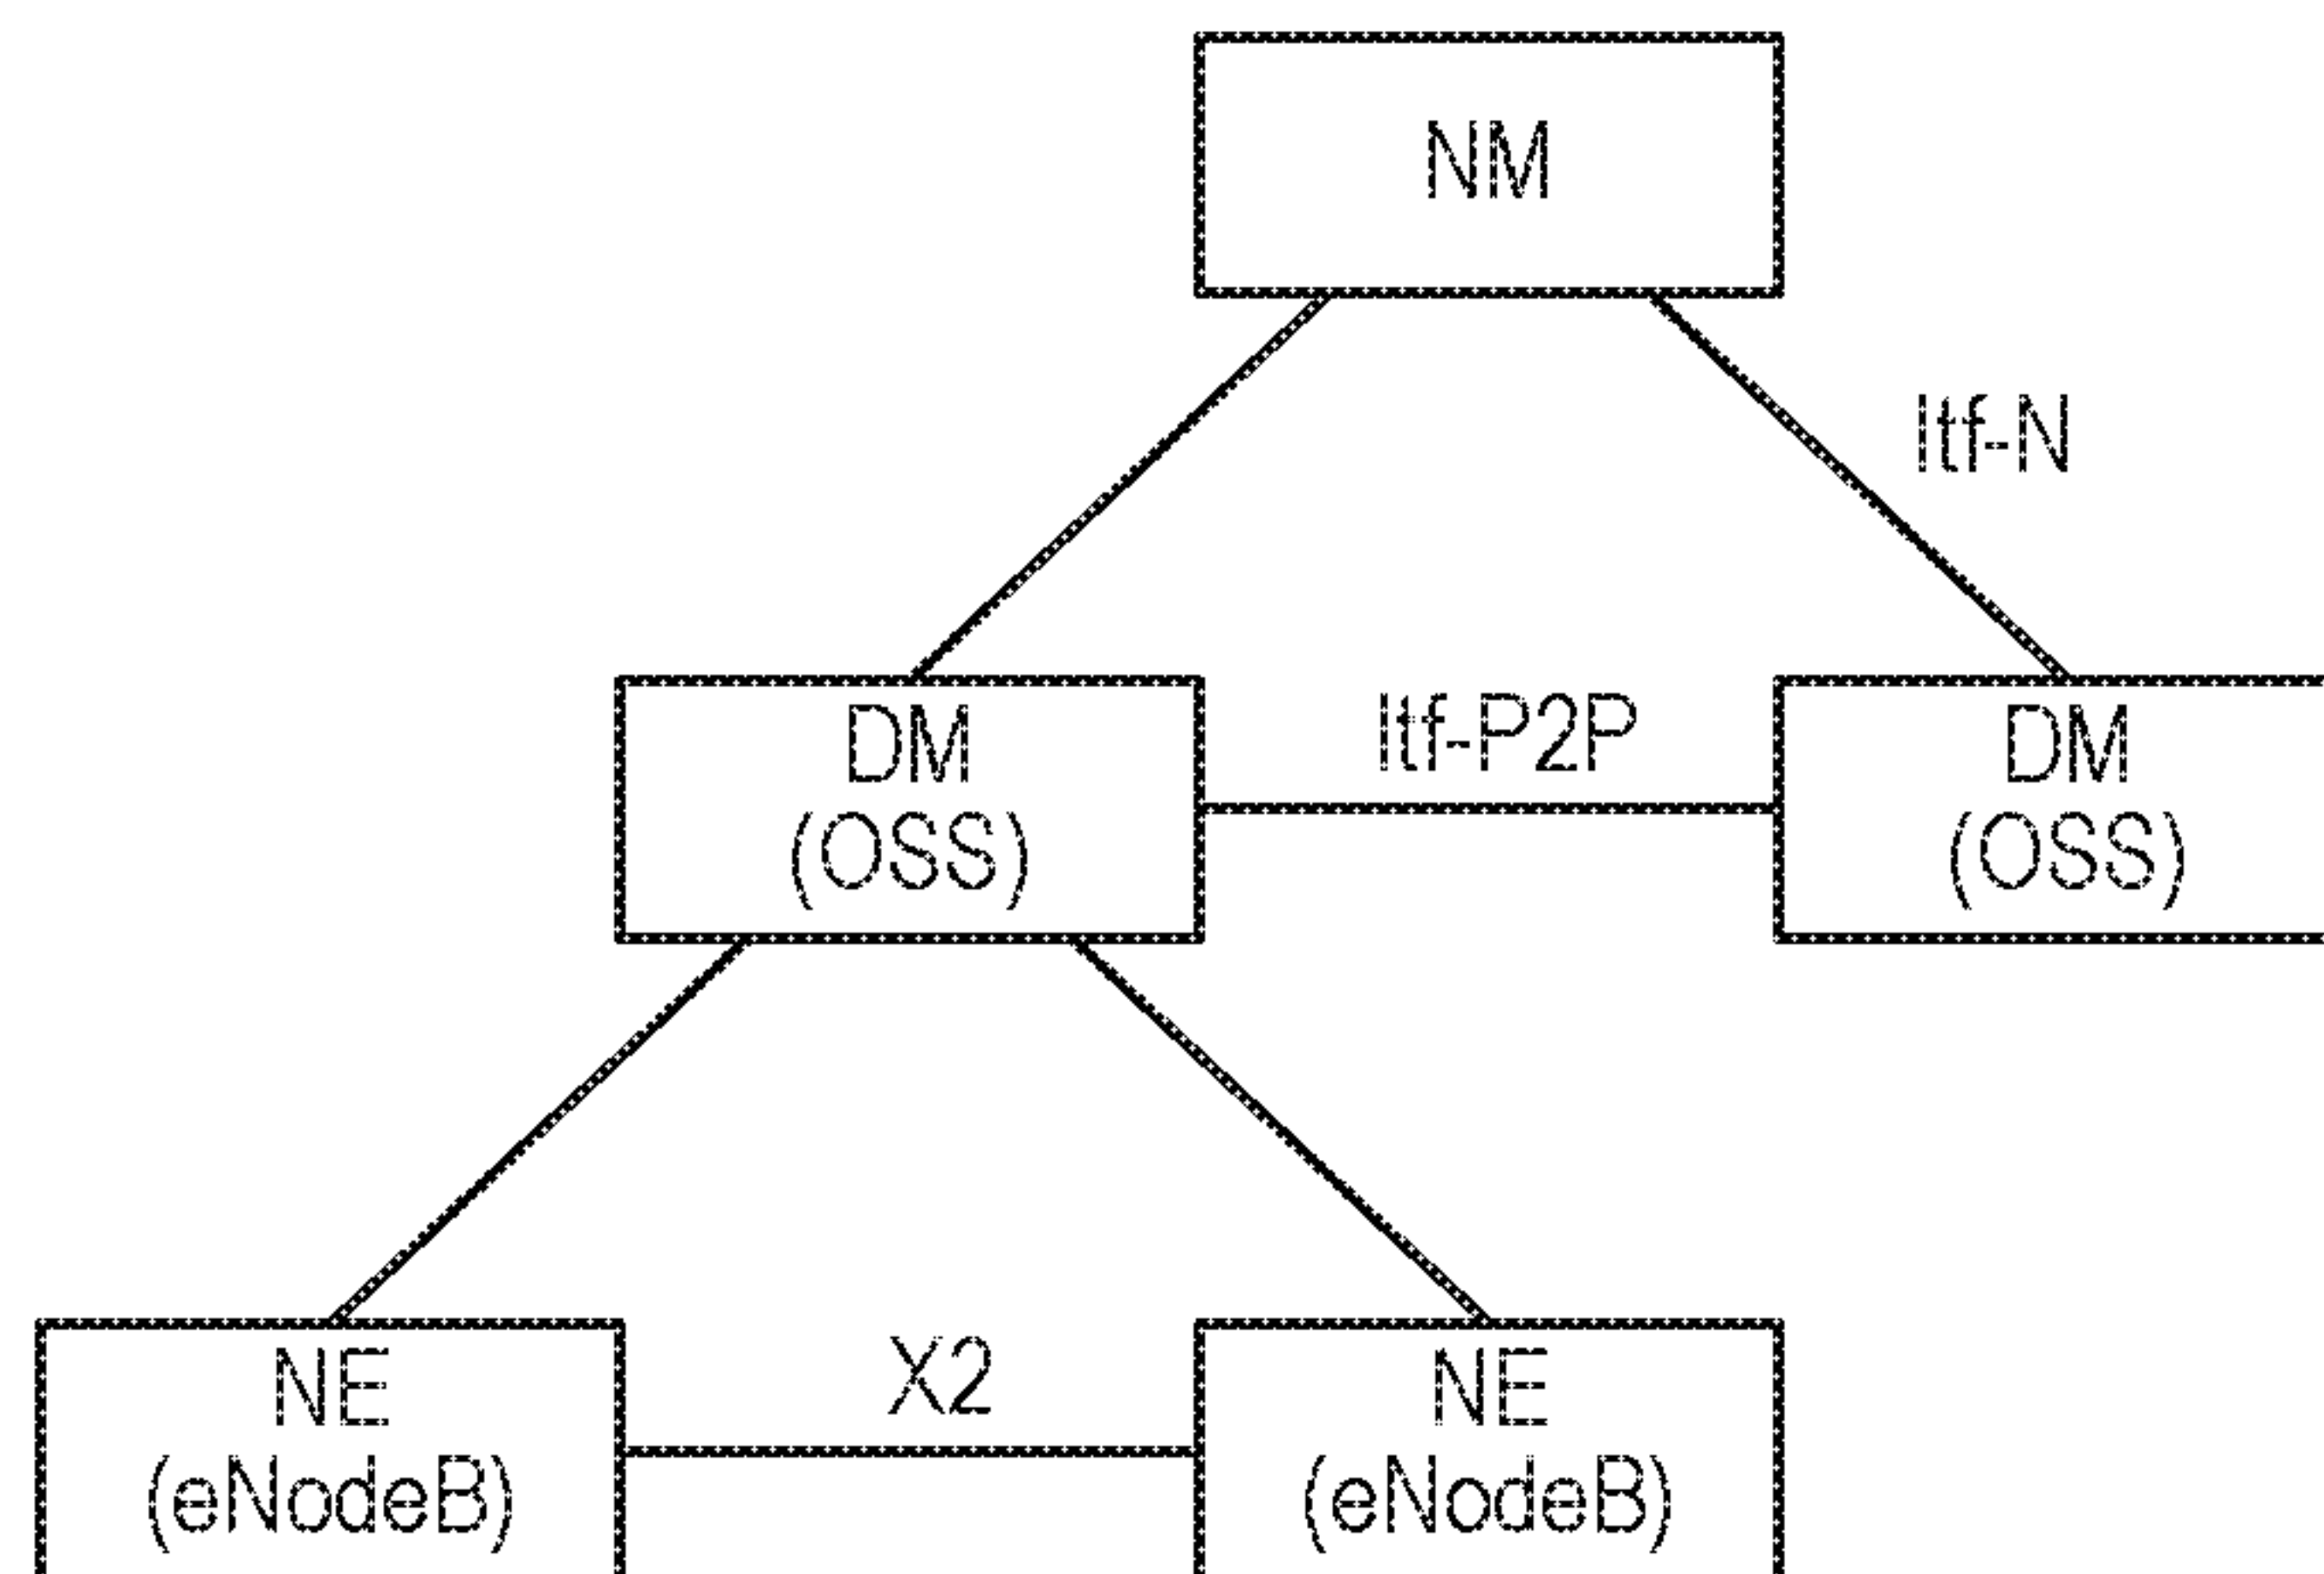 NM
Itf-N
DM
(OSS)
Itf-P2P
DM
(OSS)
NE
(eNodeB)
X2
NE
(eNodeB)